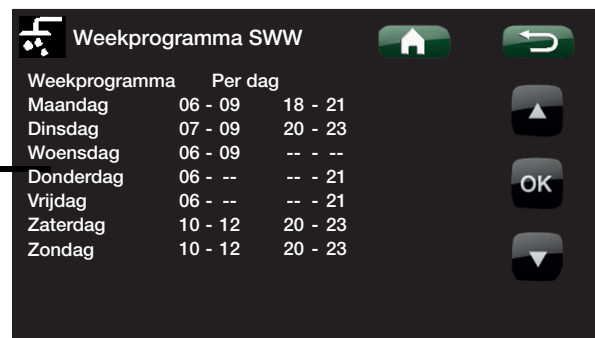 Weekprogramma SWW
Weekprogramma Per dag
Maandag 06 - 09 18 - 21
Dinsdag 07 - 09 20 - 23
Woensdag 06 - 09 -- - --
Donderdag 06 - -- -- - 21
Vrijdag 06 - -- -- - 21
Zaterdag 10 - 12 20 - 23
Zondag 10 - 12 20 - 23
OK